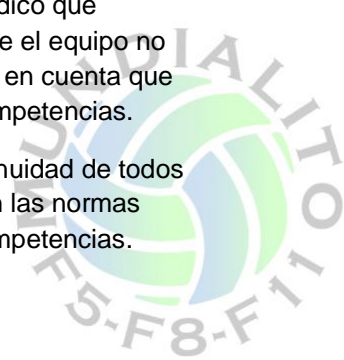 dico que
e el equipo no
en cuenta que
mpetencias.
nuidad de todos
n las normas
mpetencias.
MUNDIALITO
F5-F8-F11